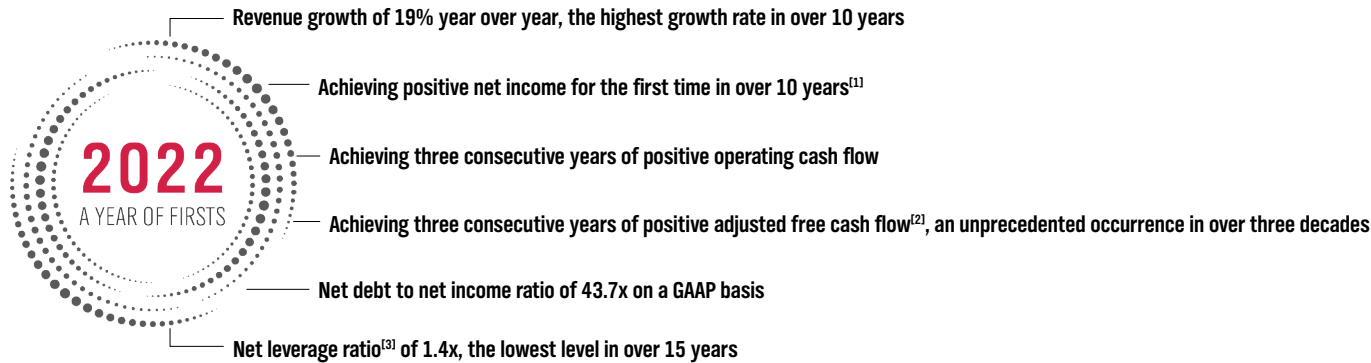 Revenue growth of 19% year over year, the highest growth rate in over 10 years
Achieving positive net income for the first time in over 10 years[1]
2022
A YEAR OF FIRSTS
Achieving three consecutive years of positive operating cash flow
Achieving three consecutive years of positive adjusted free cash flow[2], an unprecedented occurrence in over three decades
Net debt to net income ratio of 43.7x on a GAAP basis
Net leverage ratio[3] of 1.4x, the lowest level in over 15 years